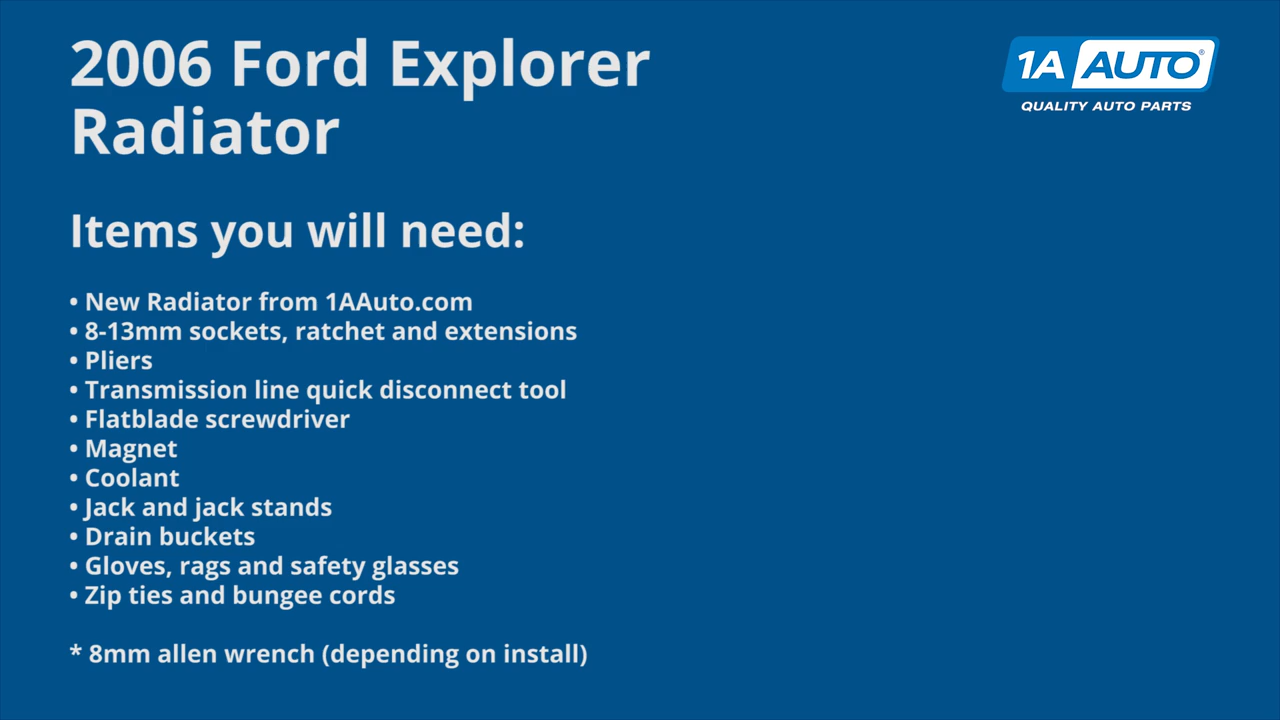 2006 Ford Explorer
Radiator
1A AUTO®
QUALITY AUTO PARTS
Items you will need:
• New Radiator from 1AAuto.com
• 8-13mm sockets, ratchet and extensions
• Pliers
• Transmission line quick disconnect tool
• Flatblade screwdriver
• Magnet
• Coolant
• Jack and jack stands
• Drain buckets
• Gloves, rags and safety glasses
• Zip ties and bungee cords
* 8mm allen wrench (depending on install)